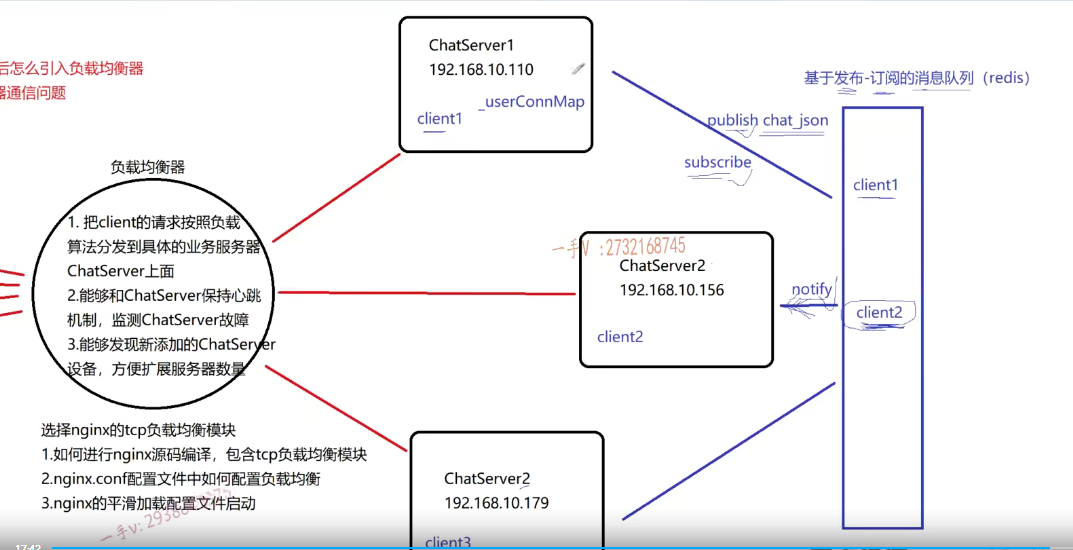 后怎么引入负载均衡器
器通信问题
ChatServer1
192.168.10.110
_userConnMap
client1
基于发布-订阅的消息队列（redis）
publish chat_json
subscribe
client1
负载均衡器
1. 把client的请求按照负载
算法分发到具体的业务服务器
ChatServer上面
2.能够和ChatServer保持心跳
机制，监测ChatServer故障
3.能够发现新添加的ChatServer
设备，方便扩展服务器数量
一手V :2732168745
ChatServer2
192.168.10.156
client2
notify
client2
选择nginx的tcp负载均衡模块
1.如何进行nginx源码编译，包含tcp负载均衡模块
2.nginx.conf配置文件中如何配置负载均衡
3.nginx的平滑加载配置文件启动
一手v:
ChatServer2
192.168.10.179
client3
17:42